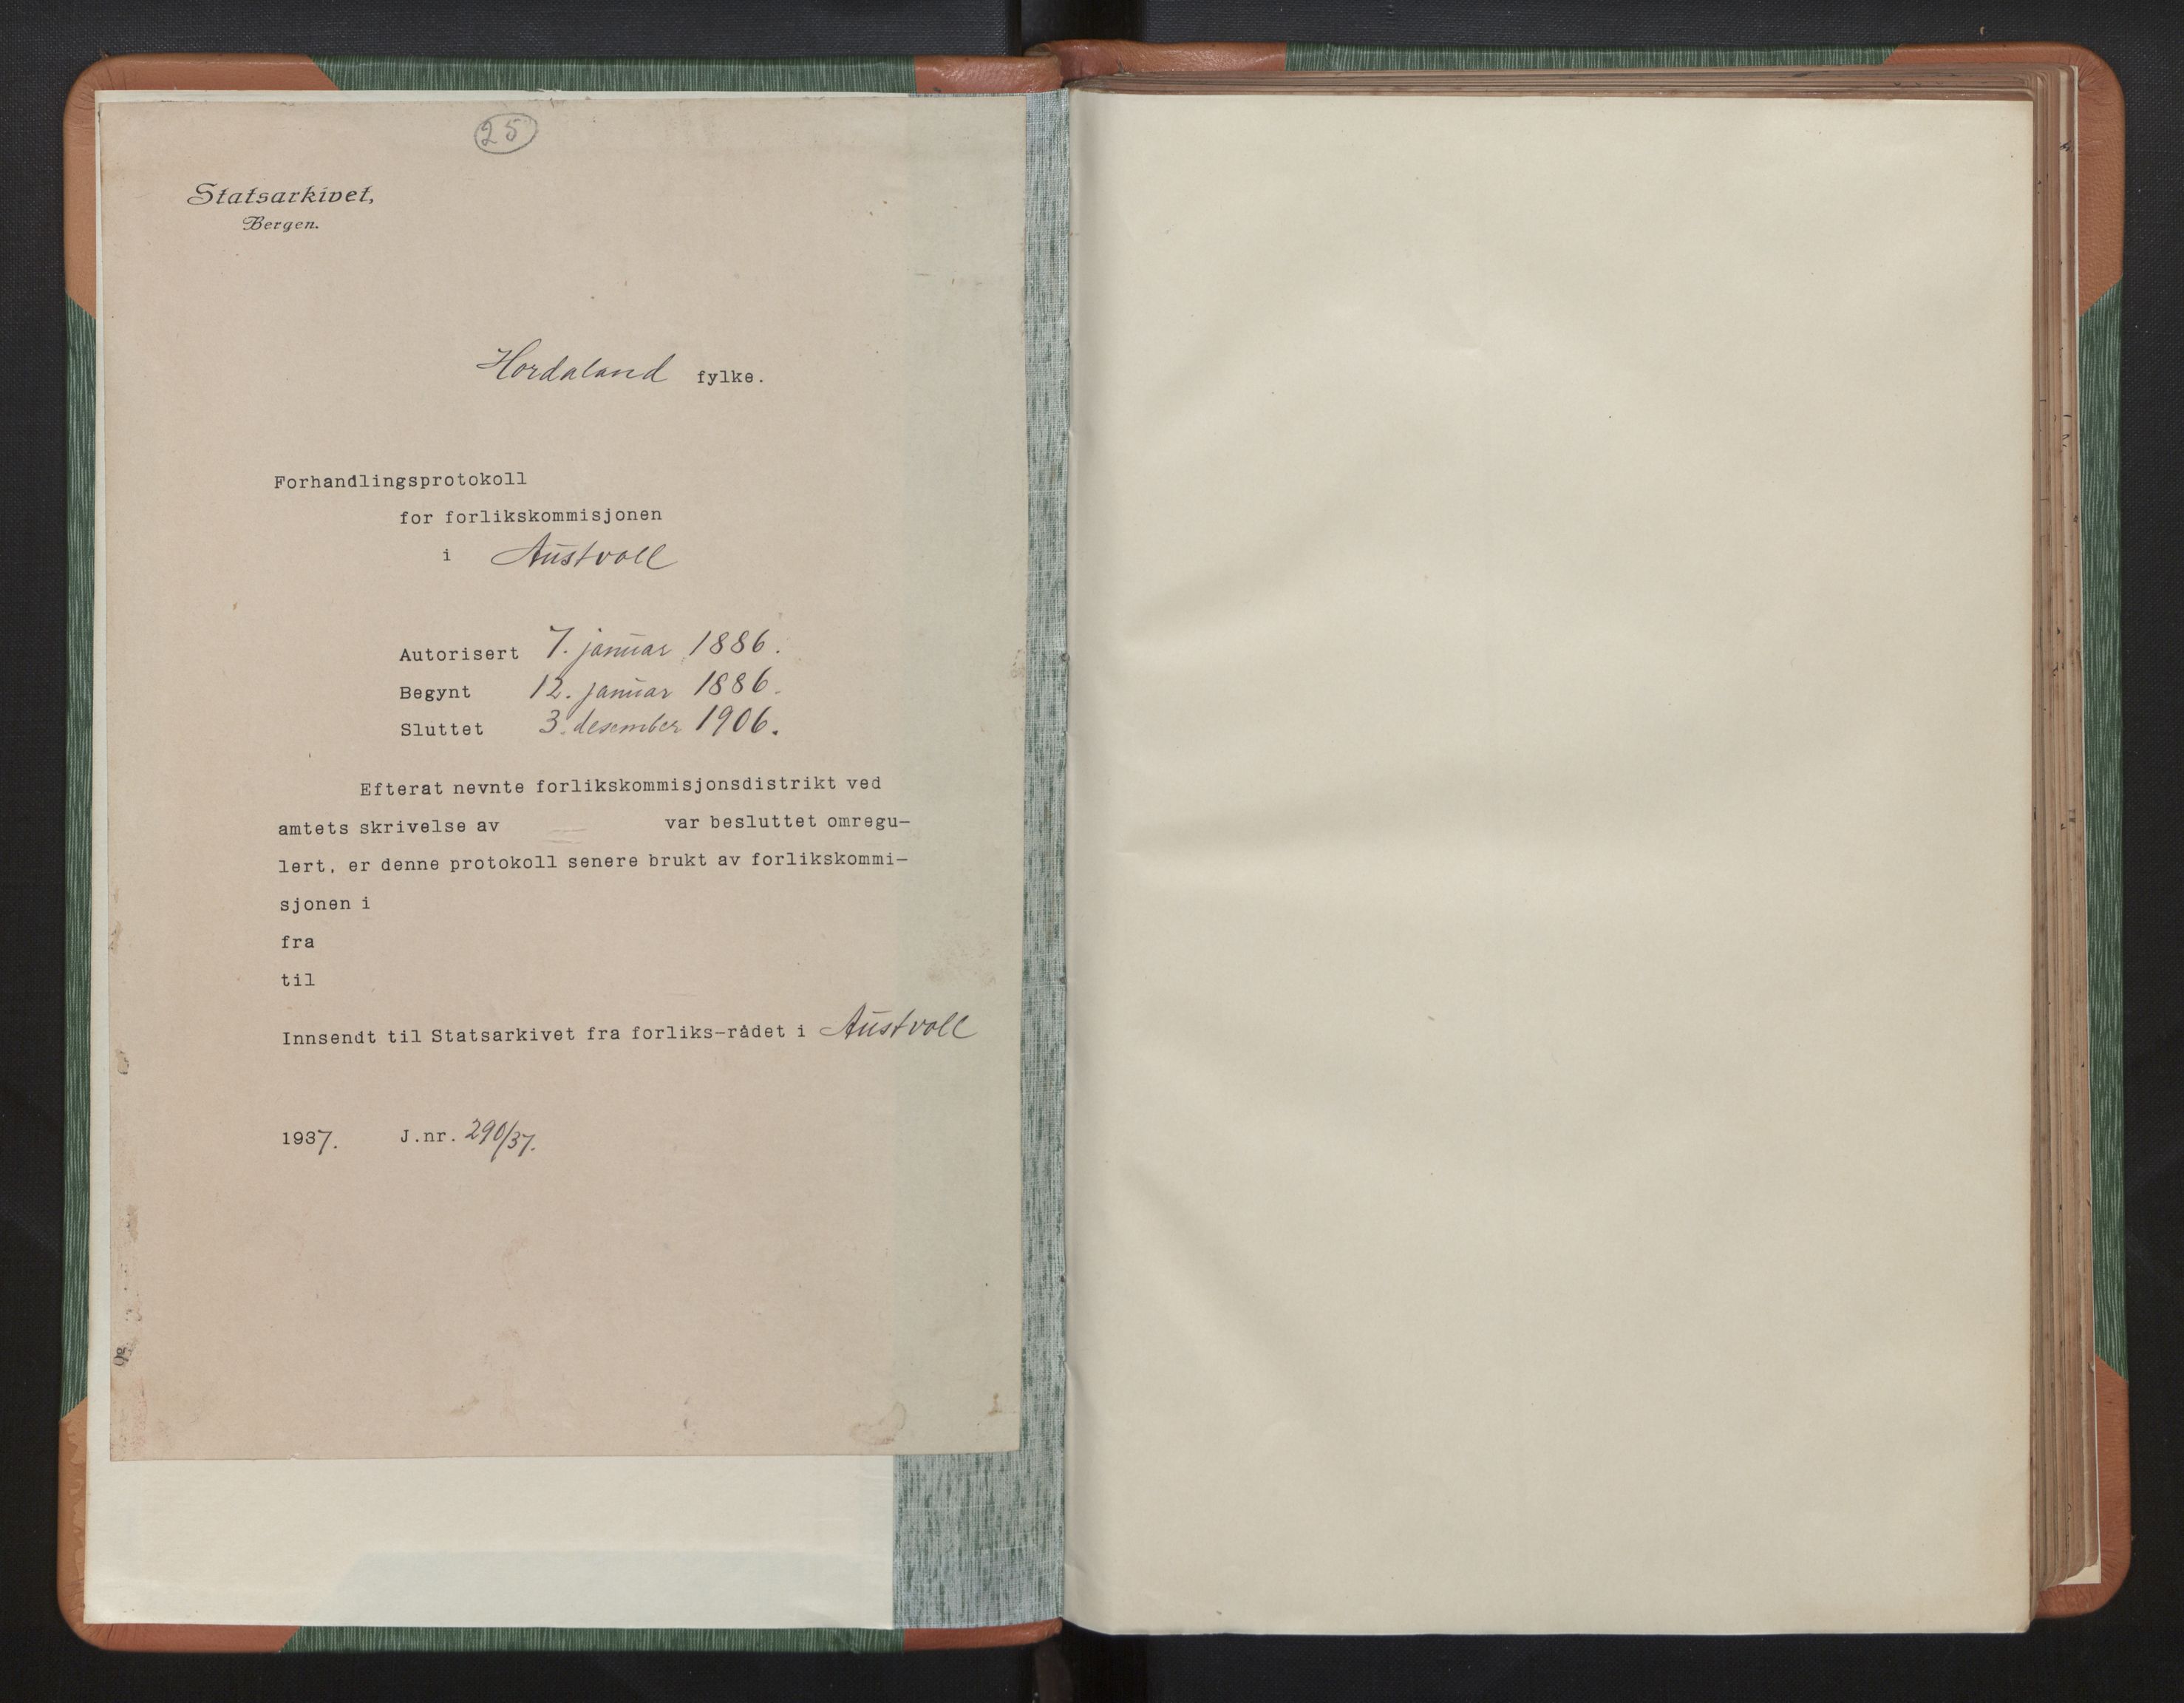 25
Statsarkivet,
Bergen.
Hordaland fylke.
Forhandlingsprotokoll
for forlikskommisjonen
i Austvoll
Autorisert 7. januar 1886.
Begynt 12. januar 1886.
Sluttet 3. desember 1906.
Efterat nevnte forlikskommisjonsdistrikt ved
amtets skrivelse av — var besluttet omregu-
lert, er denne protokoll senere brukt av forlikskommi-
sjonen i
fra
til
Innsendt til Statsarkivet fra forliks-rådet i Austvoll
1937. J.nr. 290/37.